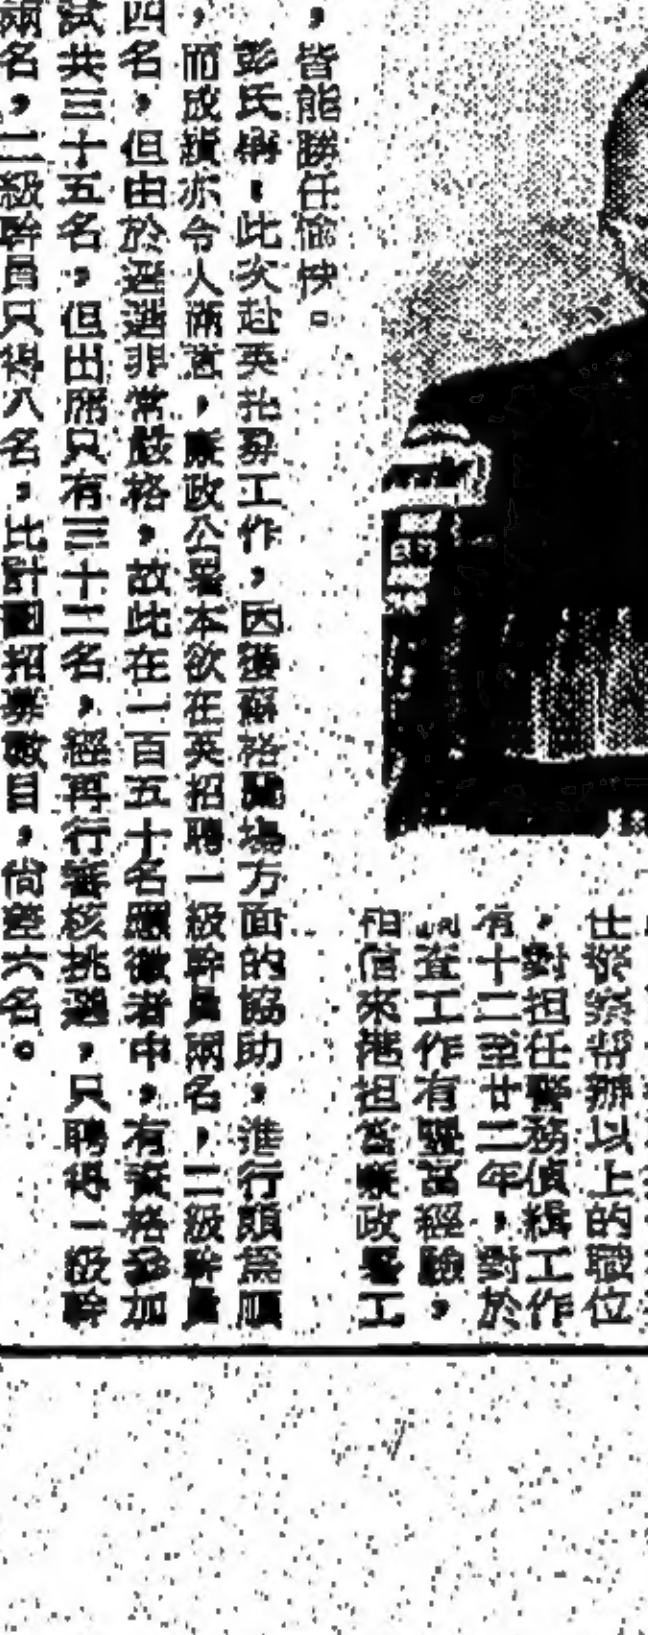 仕警察幫辦以上的職位
，對担任警務偵緝工作
有十二至廿二年，對於
調查工作有豐富經驗，
相信來港担當廉政署工
，皆能勝任愉快。
彭氏稱：此次赴英招募工作，因獲蘇格蘭場方面的協助，進行頗為順
，而成績亦令人滿意，廉政公署本欲在英招聘一級幹員兩名，二級幹員
四名，但由於遴選非常嚴格，故此在一百五十名應徵者中，有資格參加
試共三十五名，但出席只有三十二名，經再行審核挑選，只聘得一級幹
兩名，二級幹員只得八名，比計劃招募數目，尚差六名。